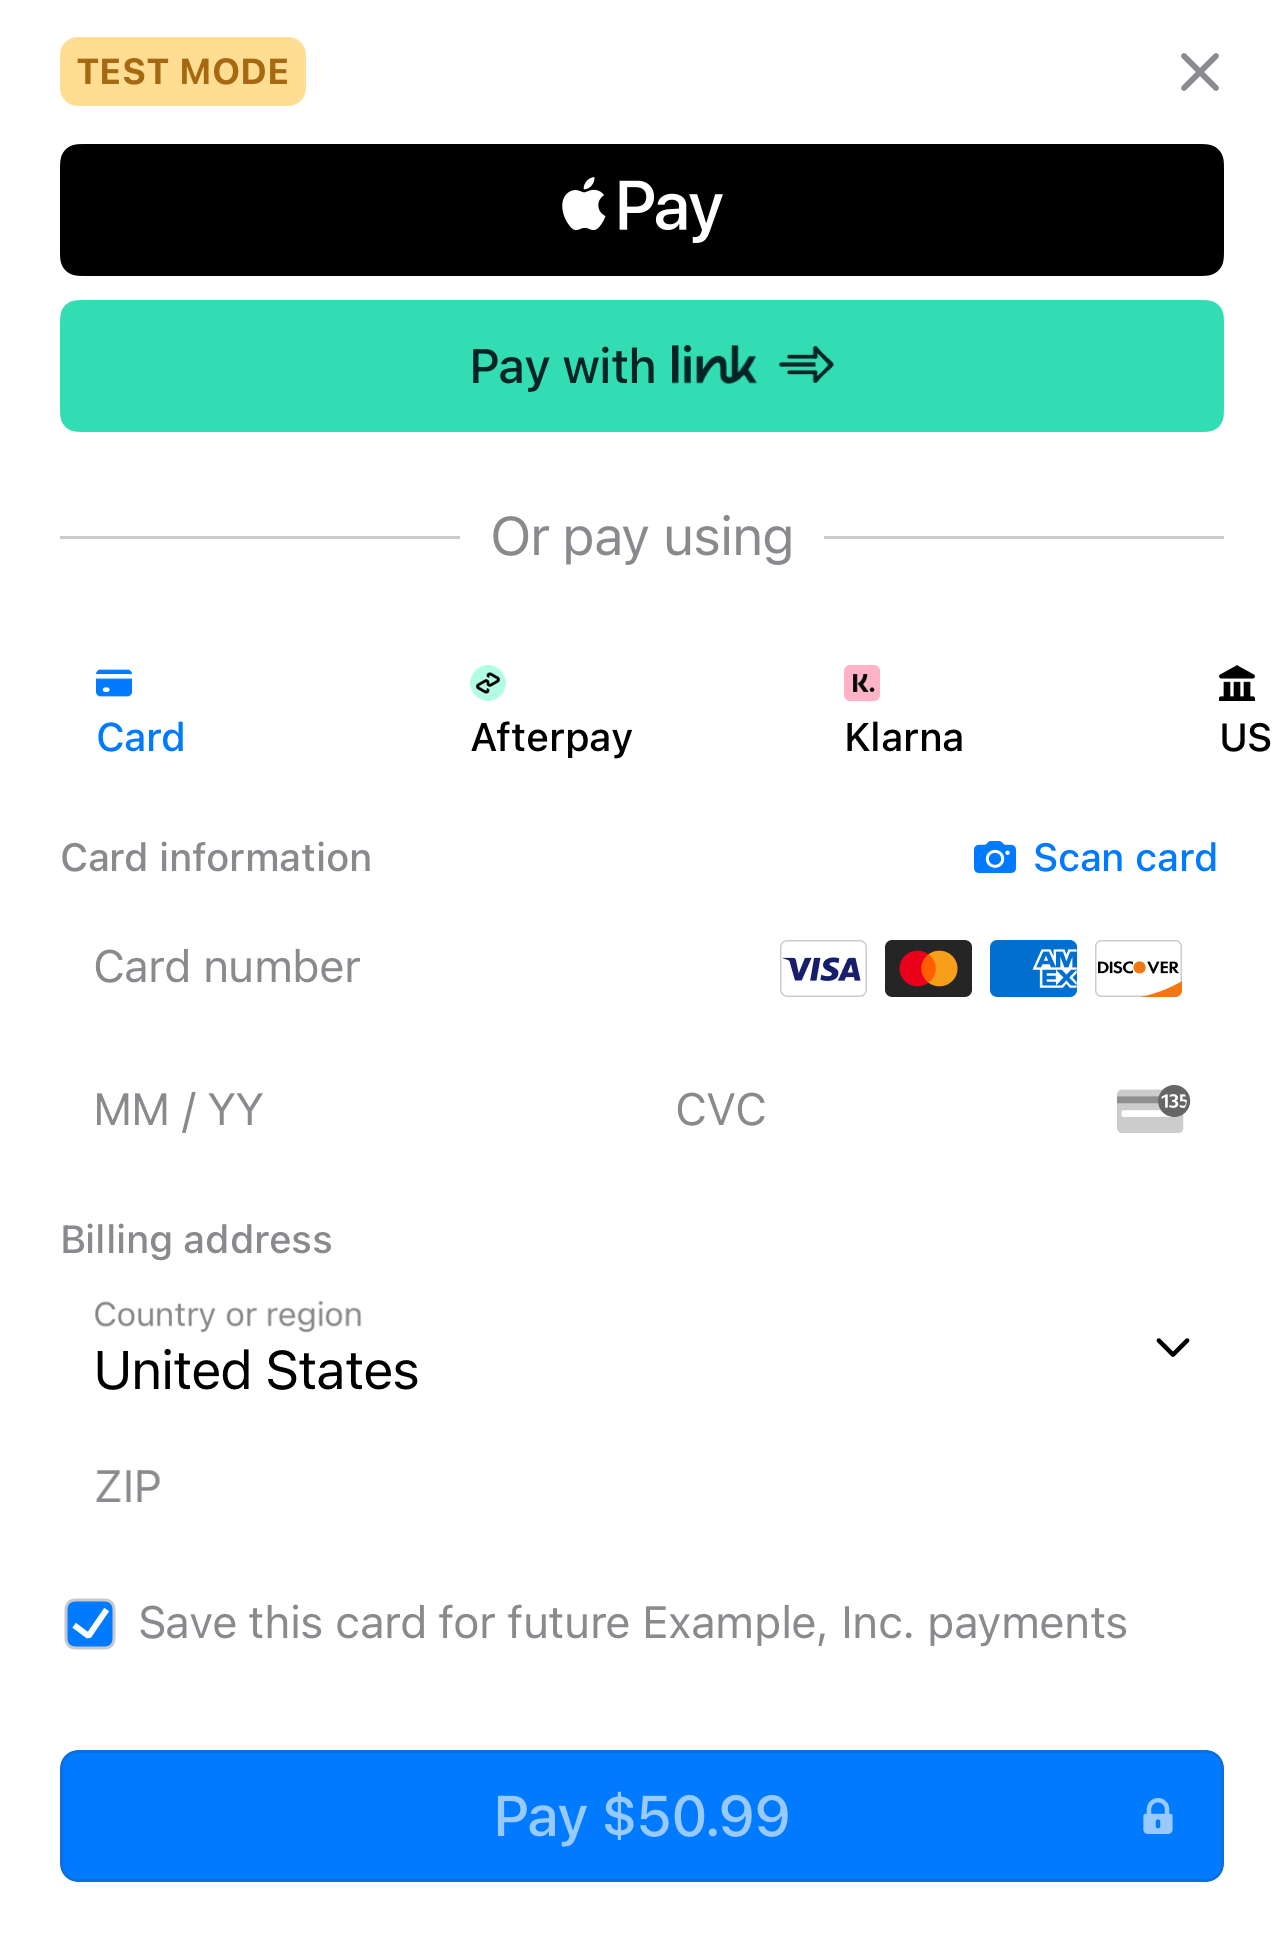 TEST MODE
Pay
Pay with link
Or pay using
Card
Afterpay
K.
Klarna
US
Card information
Scan card
Card number
VISA
AM
EX
DISCOVER
MM / YY
CVC
135
Billing address
Country or region
United States
ZIP
Save this card for future Example, Inc. payments
Pay $50.99